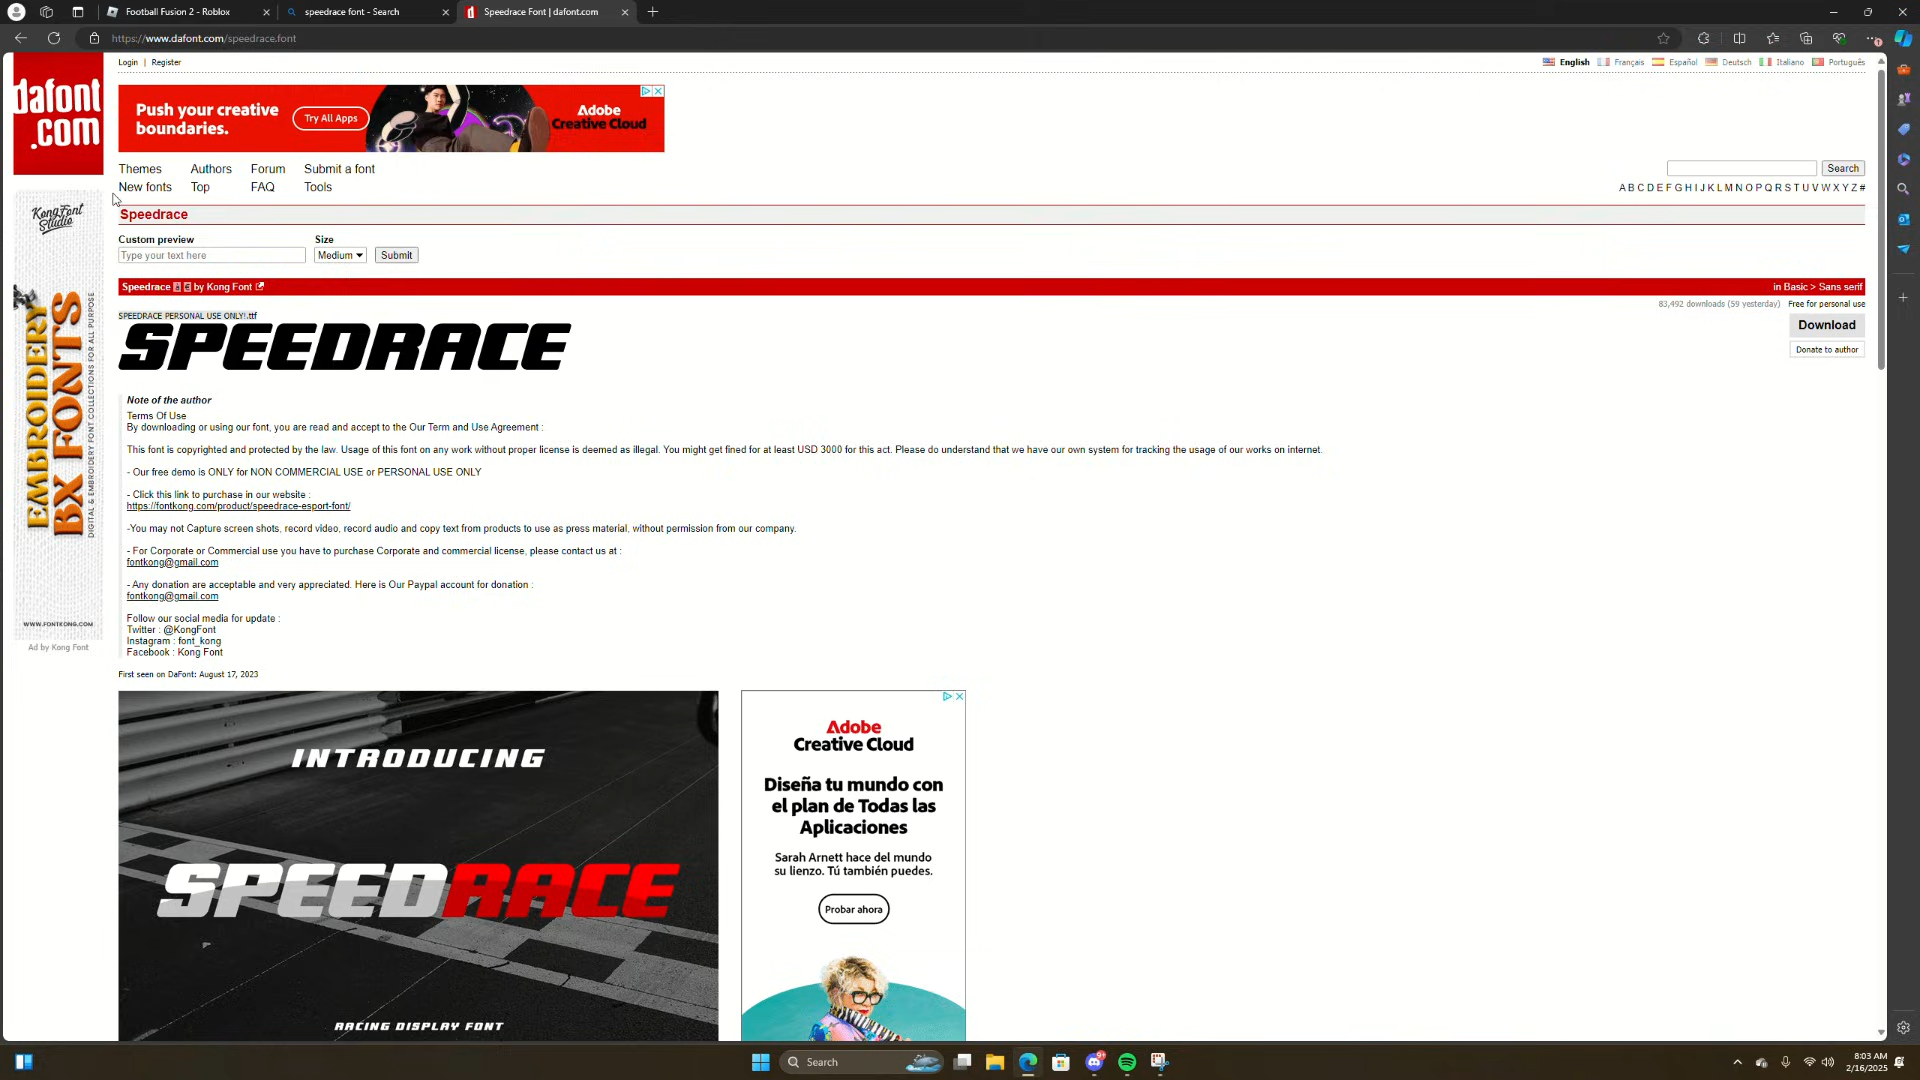 Football Fusion 2 - Roblox
speedrace font - Search
Speedrace Font | dafont.com
https://www.dafont.com/speedrace.font
Login | Register
English Français Español Deutsch Italiano Português
dafont
.com
Push your creative
boundaries.
Try All Apps
Adobe
Creative Cloud
Themes Authors Forum Submit a font
Search
New fonts Top FAQ Tools
A B C D E F G H I J K L M N O P Q R S T U V W X Y Z #
Speedrace
Custom preview Size
Type your text here Medium Submit
Speedrace à € by Kong Font
in Basic > Sans serif
83,492 downloads (59 yesterday) Free for personal use
SPEEDRACE PERSONAL USE ONLY!.ttf
Download
SPEEDRACE
Donate to author
Note of the author
Terms Of Use
By downloading or using our font, you are read and accept to the Our Term and Use Agreement :
This font is copyrighted and protected by the law. Usage of this font on any work without proper license is deemed as illegal. You might get fined for at least USD 3000 for this act. Please do understand that we have our own system for tracking the usage of our works on internet.
- Our free demo is ONLY for NON COMMERCIAL USE or PERSONAL USE ONLY
- Click this link to purchase in our website :
https://fontkong.com/product/speedrace-esport-font/
-You may not Capture screen shots, record video, record audio and copy text from products to use as press material, without permission from our company.
- For Corporate or Commercial use you have to purchase Corporate and commercial license, please contact us at :
fontkong@gmail.com
- Any donation are acceptable and very appreciated. Here is Our Paypal account for donation :
fontkong@gmail.com
Follow our social media for update :
Twitter : @KongFont
Instagram : font_kong
Facebook : Kong Font
First seen on DaFont: August 17, 2023
Kong Font
Studio
EMBROIDERY
BX FONTS
DIGITAL & EMBROIDERY FONT COLLECTIONS FOR ALL PURPOSE
WWW.FONTKONG.COM
Ad by Kong Font
INTRODUCING
SPEEDRACE
RACING DISPLAY FONT
Adobe
Creative Cloud
Diseña tu mundo con
el plan de Todas las
Aplicaciones
Sarah Arnett hace del mundo
su lienzo. Tú también puedes.
Probar ahora
Search
8:03 AM
2/16/2025